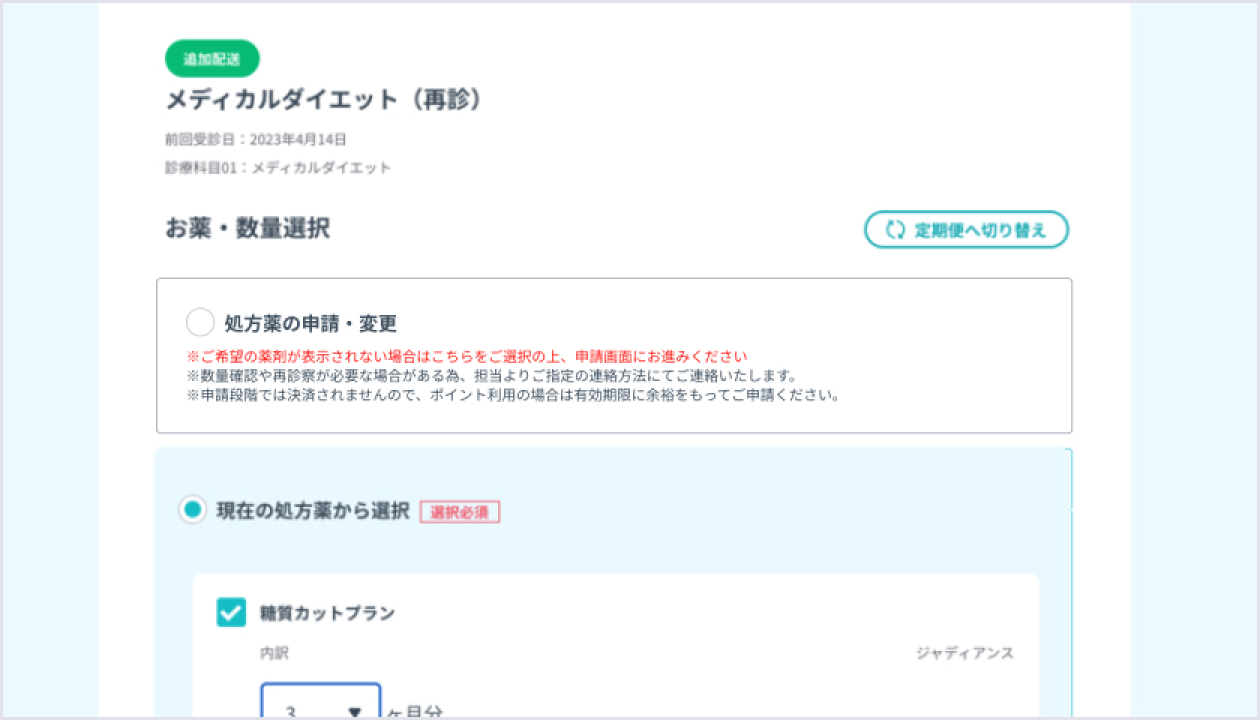 追加配送
メディカルダイエット（再診）
前回受診日：2023年4月14日
診療科目01：メディカルダイエット
お薬・数量選択
定期便へ切り替え
処方薬の申請・変更
※ご希望の薬剤が表示されない場合はこちらをご選択の上、申請画面にお進みください
※数量確認や再診察が必要な場合がある為、担当よりご指定の連絡方法にてご連絡いたします。
※申請段階では決済されませんので、ポイント利用の場合は有効期限に余裕をもってご申請ください。
現在の処方薬から選択 選択必須
糖質カットプラン
内訳 ジャディアンス
3 ▼ ヶ月分